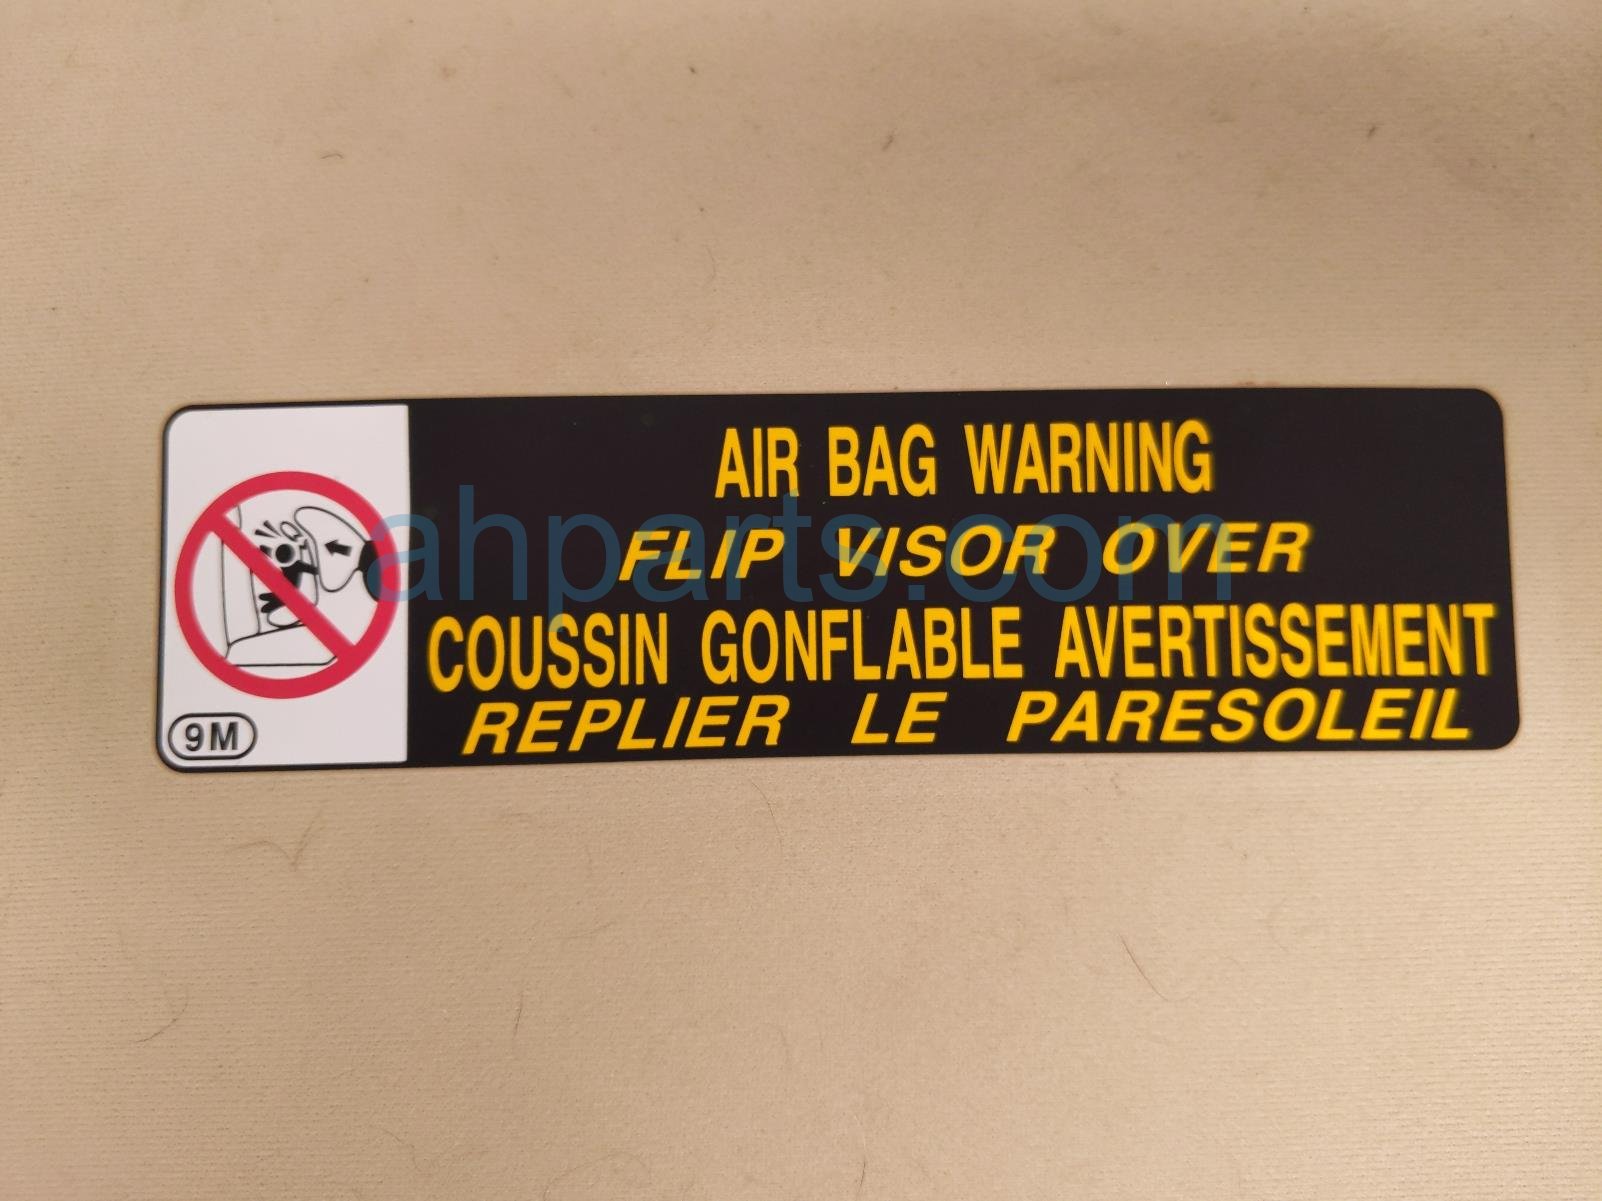 AIR BAG WARNING
FLIP VISOR OVER
COUSSIN GONFLABLE AVERTISSEMENT
REPLIER LE PARESOLEIL
9M
ahparts.com